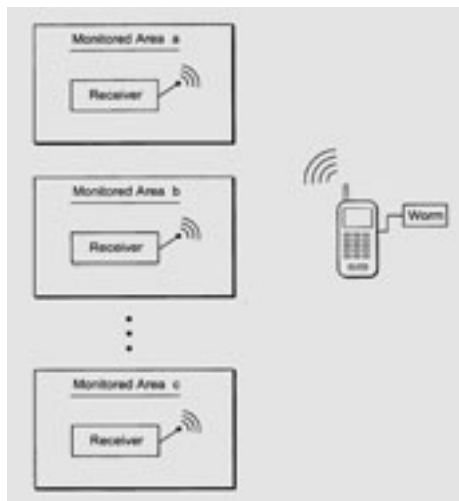 Monitored Area a
Receiver
Monitored Area b
Receiver
Worm
Monitored Area c
Receiver